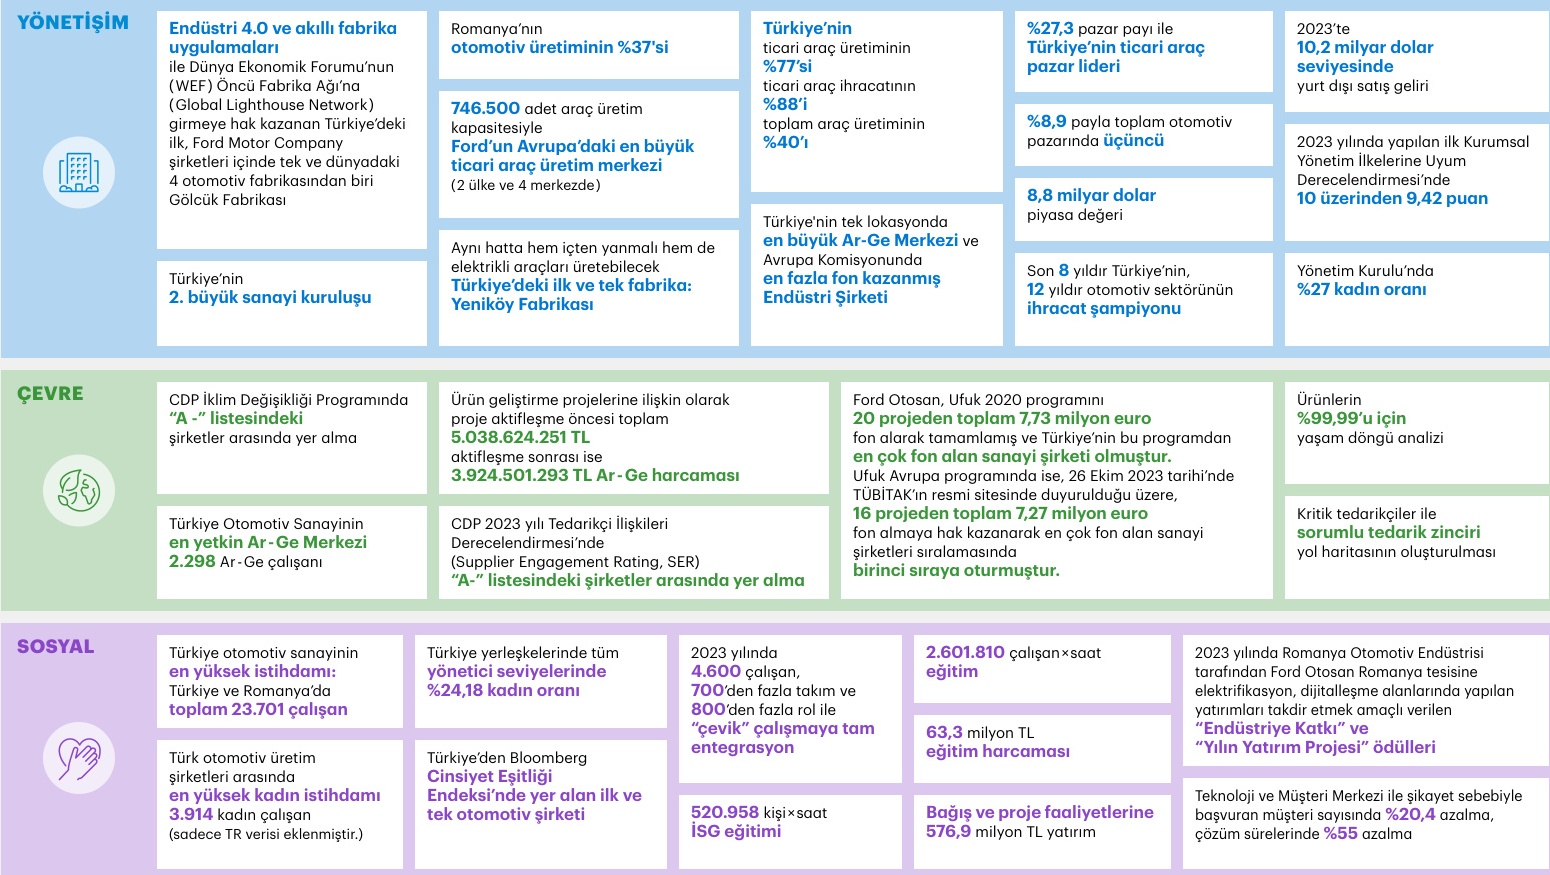 YÖNETİŞİM
Endüstri 4.0 ve akıllı fabrika
uygulamaları
ile Dünya Ekonomik Forumu’nun
(WEF) Öncü Fabrika Ağı’na
(Global Lighthouse Network)
girmeye hak kazanan Türkiye’deki
ilk, Ford Motor Company
şirketleri içinde tek ve dünyadaki
4 otomotiv fabrikasından biri
Gölcük Fabrikası
Türkiye’nin
2. büyük sanayi kuruluşu
Romanya’nın
otomotiv üretiminin %37'si
746.500 adet araç üretim
kapasitesiyle
Ford’un Avrupa’daki en büyük
ticari araç üretim merkezi
(2 ülke ve 4 merkezde)
Aynı hatta hem içten yanmalı hem de
elektrikli araçları üretebilecek
Türkiye’deki ilk ve tek fabrika:
Yeniköy Fabrikası
Türkiye’nin
ticari araç üretiminin
%77’si
ticari araç ihracatının
%88’i
toplam araç üretiminin
%40’ı
Türkiye'nin tek lokasyonda
en büyük Ar-Ge Merkezi ve
Avrupa Komisyonunda
en fazla fon kazanmış
Endüstri Şirketi
%27,3 pazar payı ile
Türkiye’nin ticari araç
pazar lideri
%8,9 payla toplam otomotiv
pazarında üçüncü
8,8 milyar dolar
piyasa değeri
Son 8 yıldır Türkiye’nin,
12 yıldır otomotiv sektörünün
ihracat şampiyonu
2023’te
10,2 milyar dolar
seviyesinde
yurt dışı satış geliri
2023 yılında yapılan ilk Kurumsal
Yönetim İlkelerine Uyum
Derecelendirmesi’nde
10 üzerinden 9,42 puan
Yönetim Kurulu’nda
%27 kadın oranı
ÇEVRE
CDP İklim Değişikliği Programında
“A -” listesindeki
şirketler arasında yer alma
Türkiye Otomotiv Sanayinin
en yetkin Ar-Ge Merkezi
2.298 Ar-Ge çalışanı
Ürün geliştirme projelerine ilişkin olarak
proje aktifleşme öncesi toplam
5.038.624.251 TL
aktifleşme sonrası ise
3.924.501.293 TL Ar-Ge harcaması
CDP 2023 yılı Tedarikçi İlişkileri
Derecelendirmesi’nde
(Supplier Engagement Rating, SER)
“A-” listesindeki şirketler arasında yer alma
Ford Otosan, Ufuk 2020 programını
20 projeden toplam 7,73 milyon euro
fon alarak tamamlamış ve Türkiye’nin bu programdan
en çok fon alan sanayi şirketi olmuştur.
Ufuk Avrupa programında ise, 26 Ekim 2023 tarihi’nde
TÜBİTAK’ın resmi sitesinde duyurulduğu üzere,
16 projeden toplam 7,27 milyon euro
fon almaya hak kazanarak en çok fon alan sanayi
şirketleri sıralamasında
birinci sıraya oturmuştur.
Ürünlerin
%99,99’u için
yaşam döngü analizi
Kritik tedarikçiler ile
sorumlu tedarik zinciri
yol haritasının oluşturulması
SOSYAL
Türkiye otomotiv sanayinin
en yüksek istihdamı:
Türkiye ve Romanya’da
toplam 23.701 çalışan
Türk otomotiv üretim
şirketleri arasında
en yüksek kadın istihdamı
3.914 kadın çalışan
(sadece TR verisi eklenmiştir.)
Türkiye yerleşkelerinde tüm
yönetici seviyelerinde
%24,18 kadın oranı
Türkiye’den Bloomberg
Cinsiyet Eşitliği
Endeksi’nde yer alan ilk ve
tek otomotiv şirketi
2023 yılında
4.600 çalışan,
700’den fazla takım ve
800’den fazla rol ile
“çevik” çalışmaya tam
entegrasyon
520.958 kişi×saat
İSG eğitimi
2.601.810 çalışan×saat
eğitim
63,3 milyon TL
eğitim harcaması
Bağış ve proje faaliyetlerine
576,9 milyon TL yatırım
2023 yılında Romanya Otomotiv Endüstrisi
tarafından Ford Otosan Romanya tesisine
elektrifikasyon, dijitalleşme alanlarında yapılan
yatırımları takdir etmek amaçlı verilen
“Endüstriye Katkı” ve
“Yılın Yatırım Projesi” ödülleri
Teknoloji ve Müşteri Merkezi ile şikayet sebebiyle
başvuran müşteri sayısında %20,4 azalma,
çözüm sürelerinde %55 azalma